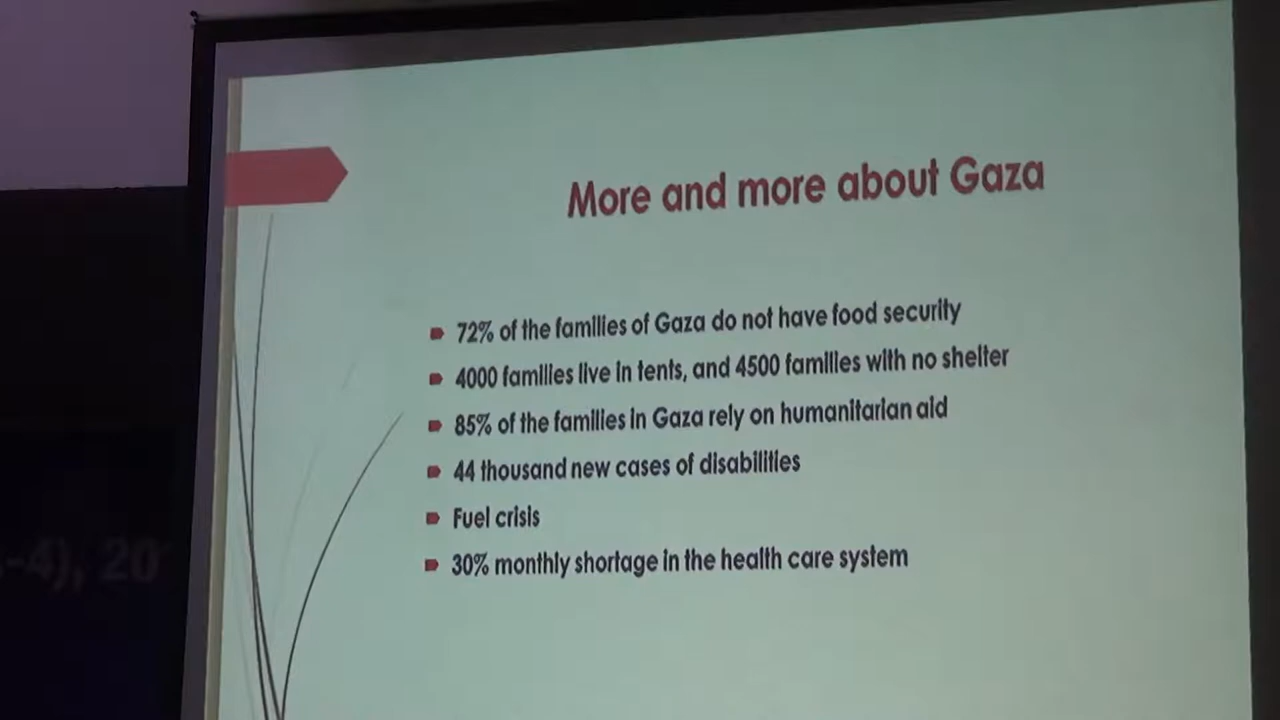 More and more about Gaza
72% of the families of Gaza do not have food security
4000 families live in tents, and 4500 families with no shelter
85% of the families in Gaza rely on humanitarian aid
44 thousand new cases of disabilities
Fuel crisis
30% monthly shortage in the health care system
-4), 20